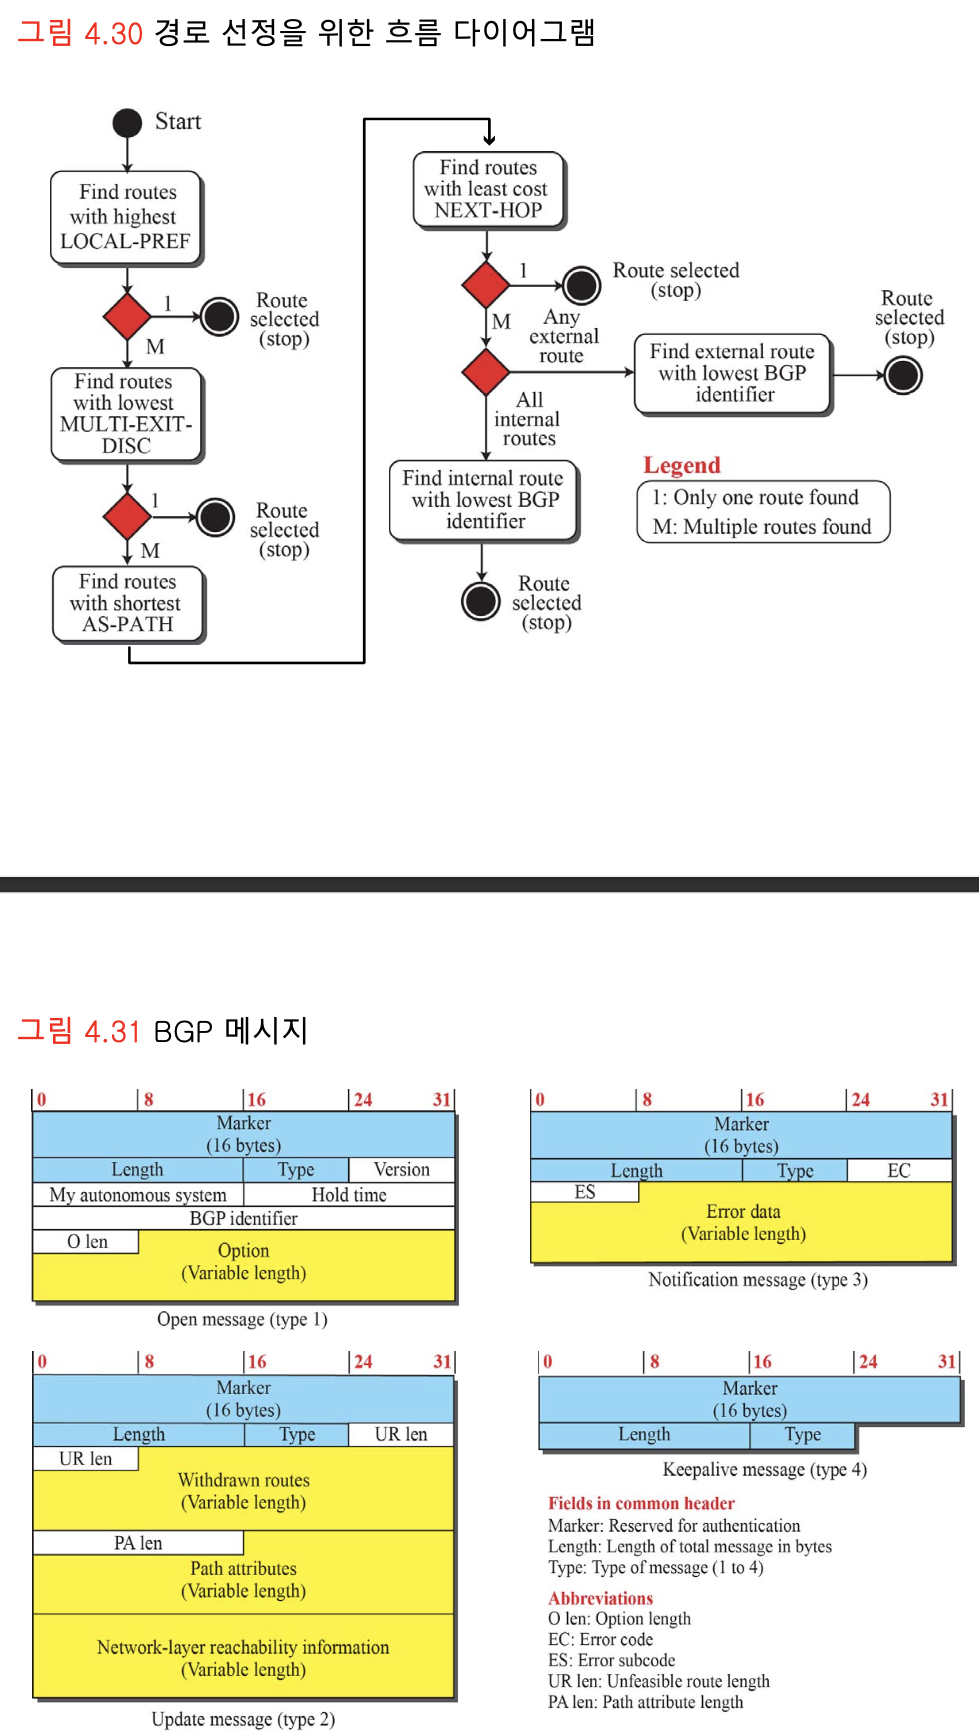 그림 4.30 경로 선정을 위한 흐름 다이어그램
Start
Find routes
with highest
LOCAL-PREF
1
Route
selected
(stop)
M
Find routes
with lowest
MULTI-EXIT-
DISC
1
Route
selected
(stop)
M
Find routes
with shortest
AS-PATH
Find routes
with least cost
NEXT-HOP
1
Route selected
(stop)
M
Any
external
route
Find external route
with lowest BGP
identifier
Route
selected
(stop)
All
internal
routes
Find internal route
with lowest BGP
identifier
Route
selected
(stop)
Legend
1: Only one route found
M: Multiple routes found
그림 4.31 BGP 메시지
0 8 16 24 31
Marker
(16 bytes)
Length Type Version
My autonomous system Hold time
BGP identifier
O len
Option
(Variable length)
Open message (type 1)
0 8 16 24 31
Marker
(16 bytes)
Length Type EC
ES
Error data
(Variable length)
Notification message (type 3)
0 8 16 24 31
Marker
(16 bytes)
Length Type UR len
UR len
Withdrawn routes
(Variable length)
PA len
Path attributes
(Variable length)
Network-layer reachability information
(Variable length)
Update message (type 2)
0 8 16 24 31
Marker
(16 bytes)
Length Type
Keepalive message (type 4)
Fields in common header
Marker: Reserved for authentication
Length: Length of total message in bytes
Type: Type of message (1 to 4)
Abbreviations
O len: Option length
EC: Error code
ES: Error subcode
UR len: Unfeasible route length
PA len: Path attribute length